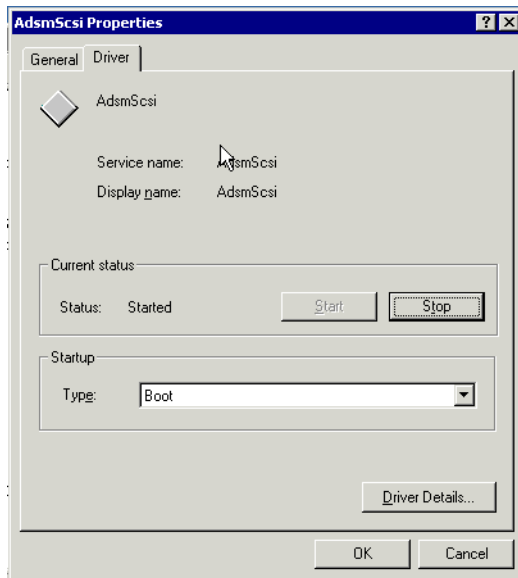 AdsmScsi Properties
General Driver
AdsmScsi
Service name: AdsmScsi
Display name: AdsmScsi
Current status
Status: Started Start Stop
Startup
Type: Boot
Driver Details...
OK Cancel